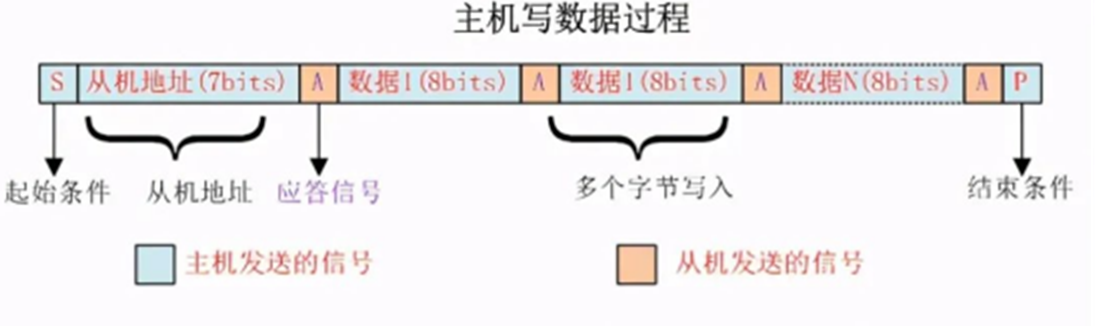 主机写数据过程
S 从机地址(7bits) A 数据1(8bits) A 数据1(8bits) A 数据N(8bits) A P
起始条件 从机地址 应答信号 多个字节写入 结束条件
主机发送的信号 从机发送的信号